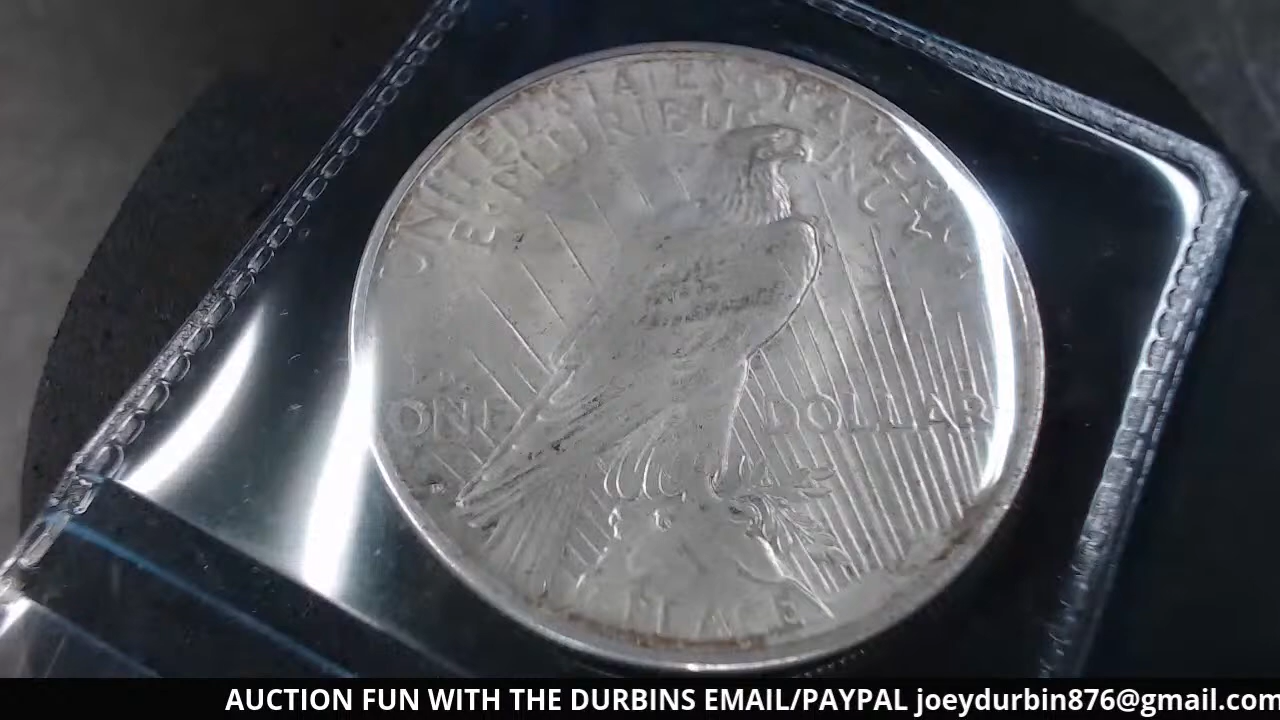 UNITED STATES OF AMERICA
E PLURIBUS UNUM
ONE DOLLAR
PEACE
AUCTION FUN WITH THE DURBINS EMAIL/PAYPAL joeydurbin876@gmail.com